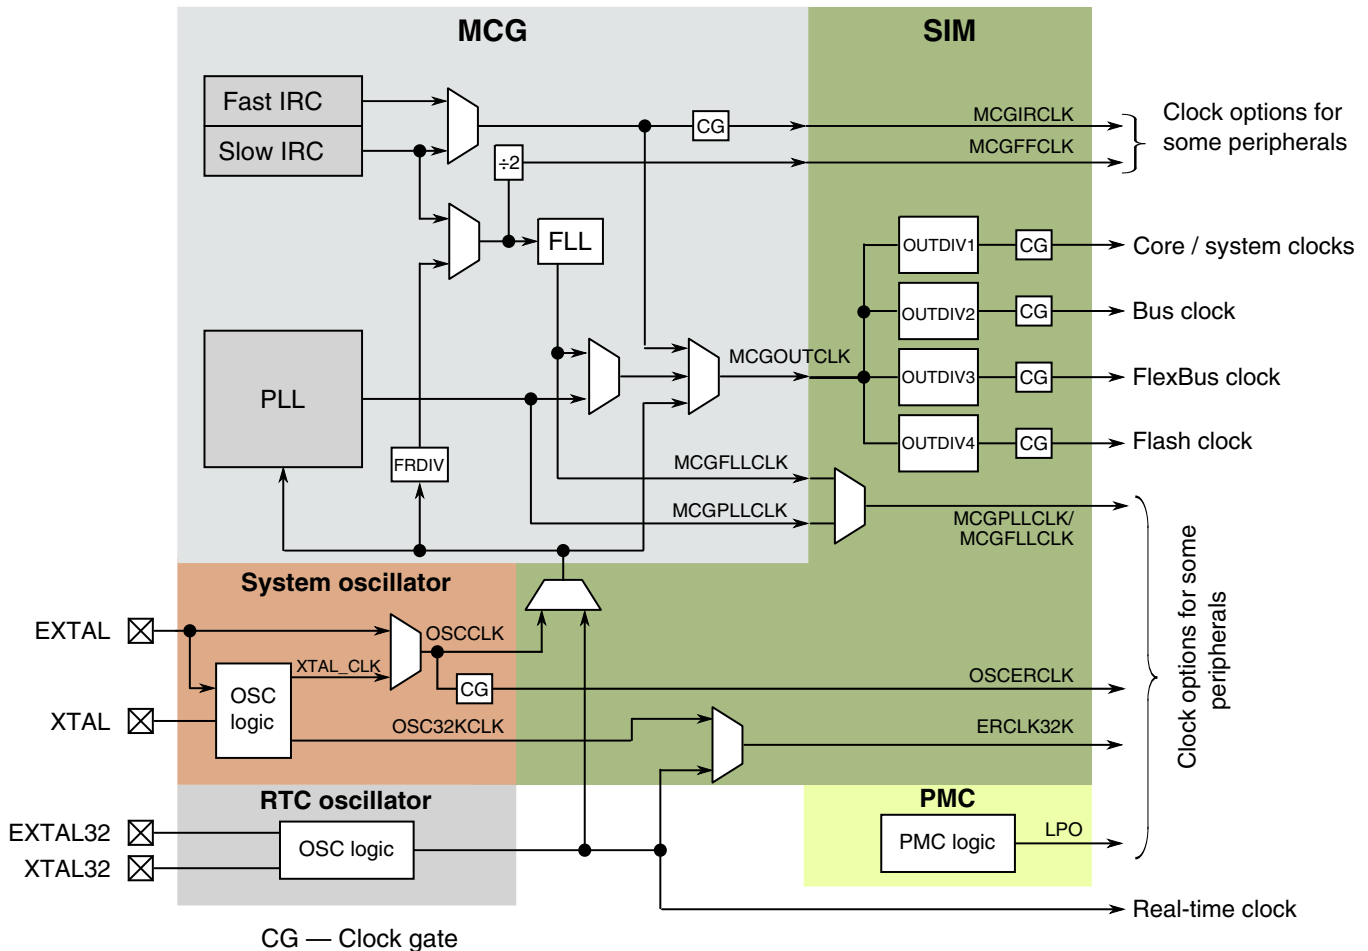 MCG
SIM
Fast IRC
Slow IRC
CG
÷2
MCGIRCLK
MCGFFCLK
Clock options for
some peripherals
FLL
OUTDIV1
CG
Core / system clocks
OUTDIV2
CG
Bus clock
PLL
MCGOUTCLK
OUTDIV3
CG
FlexBus clock
OUTDIV4
CG
Flash clock
FRDIV
MCGFLLCLK
MCGPLLCLK
MCGPLLCLK/
MCGFLLCLK
Clock options for some
peripherals
System oscillator
EXTAL
OSCCLK
XTAL_CLK
OSC
logic
CG
OSCERCLK
XTAL
OSC32KCLK
ERCLK32K
RTC oscillator
PMC
EXTAL32
XTAL32
OSC logic
PMC logic
LPO
Real-time clock
CG — Clock gate